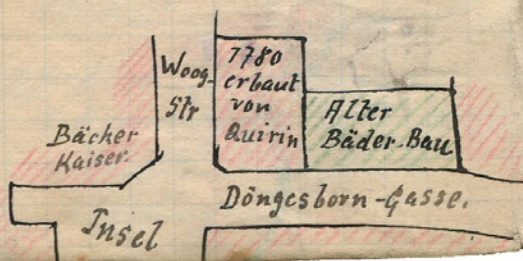 Woog-
Str
1780
erbaut
von
Quirin
Alter
Bäder-Bau
Bäcker
Kaiser.
Döngesborn-Gasse.
Insel